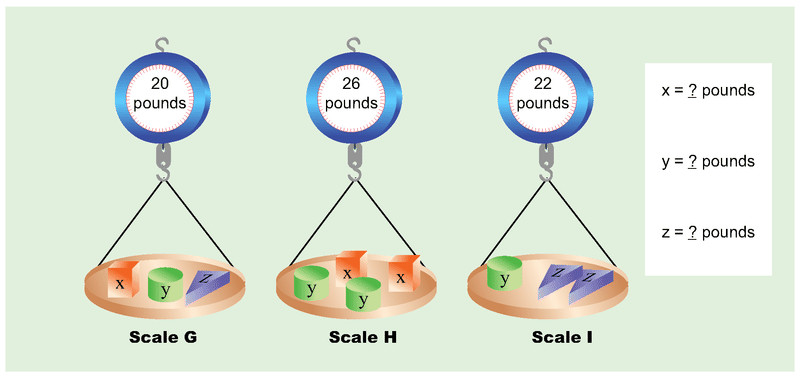 20
pounds
26
pounds
22
pounds
x = ? pounds
y = ? pounds
z = ? pounds
x
y
z
y
x
y
x
y
z
z
Scale G
Scale H
Scale I